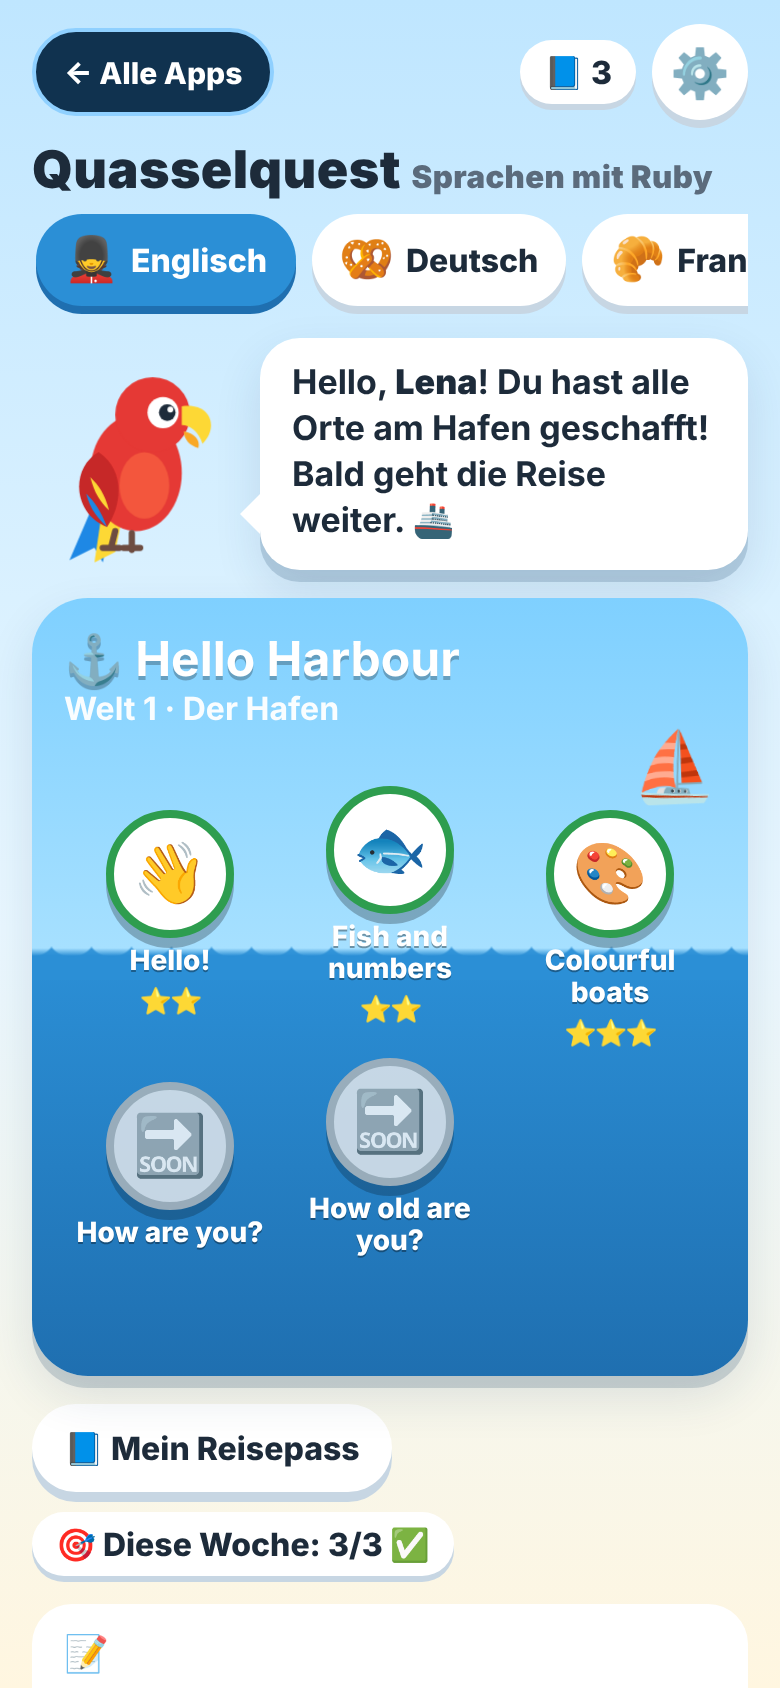 ← Alle Apps
3
Quasselquest Sprachen mit Ruby
Englisch
Deutsch
Fran
Hello, Lena! Du hast alle
Orte am Hafen geschafft!
Bald geht die Reise
weiter.
Hello Harbour
Welt 1 · Der Hafen
Hello!
Fish and
numbers
Colourful
boats
SOON
SOON
How are you?
How old are
you?
Mein Reisepass
Diese Woche: 3/3